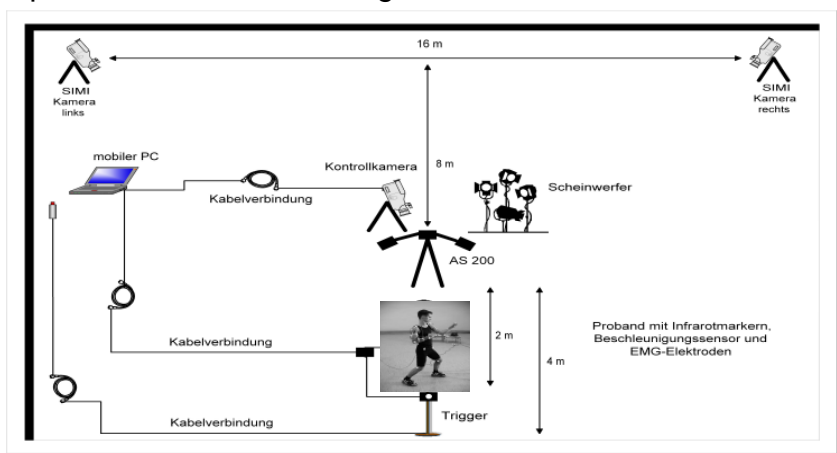 16 m
SIMI
Kamera
links
SIMI
Kamera
rechts
mobiler PC
Kontrollkamera
8 m
Scheinwerfer
Kabelverbindung
AS 200
2 m
4 m
Proband mit Infrarotmarkern,
Beschleunigungssensor und
EMG-Elektroden
Kabelverbindung
Trigger
Kabelverbindung